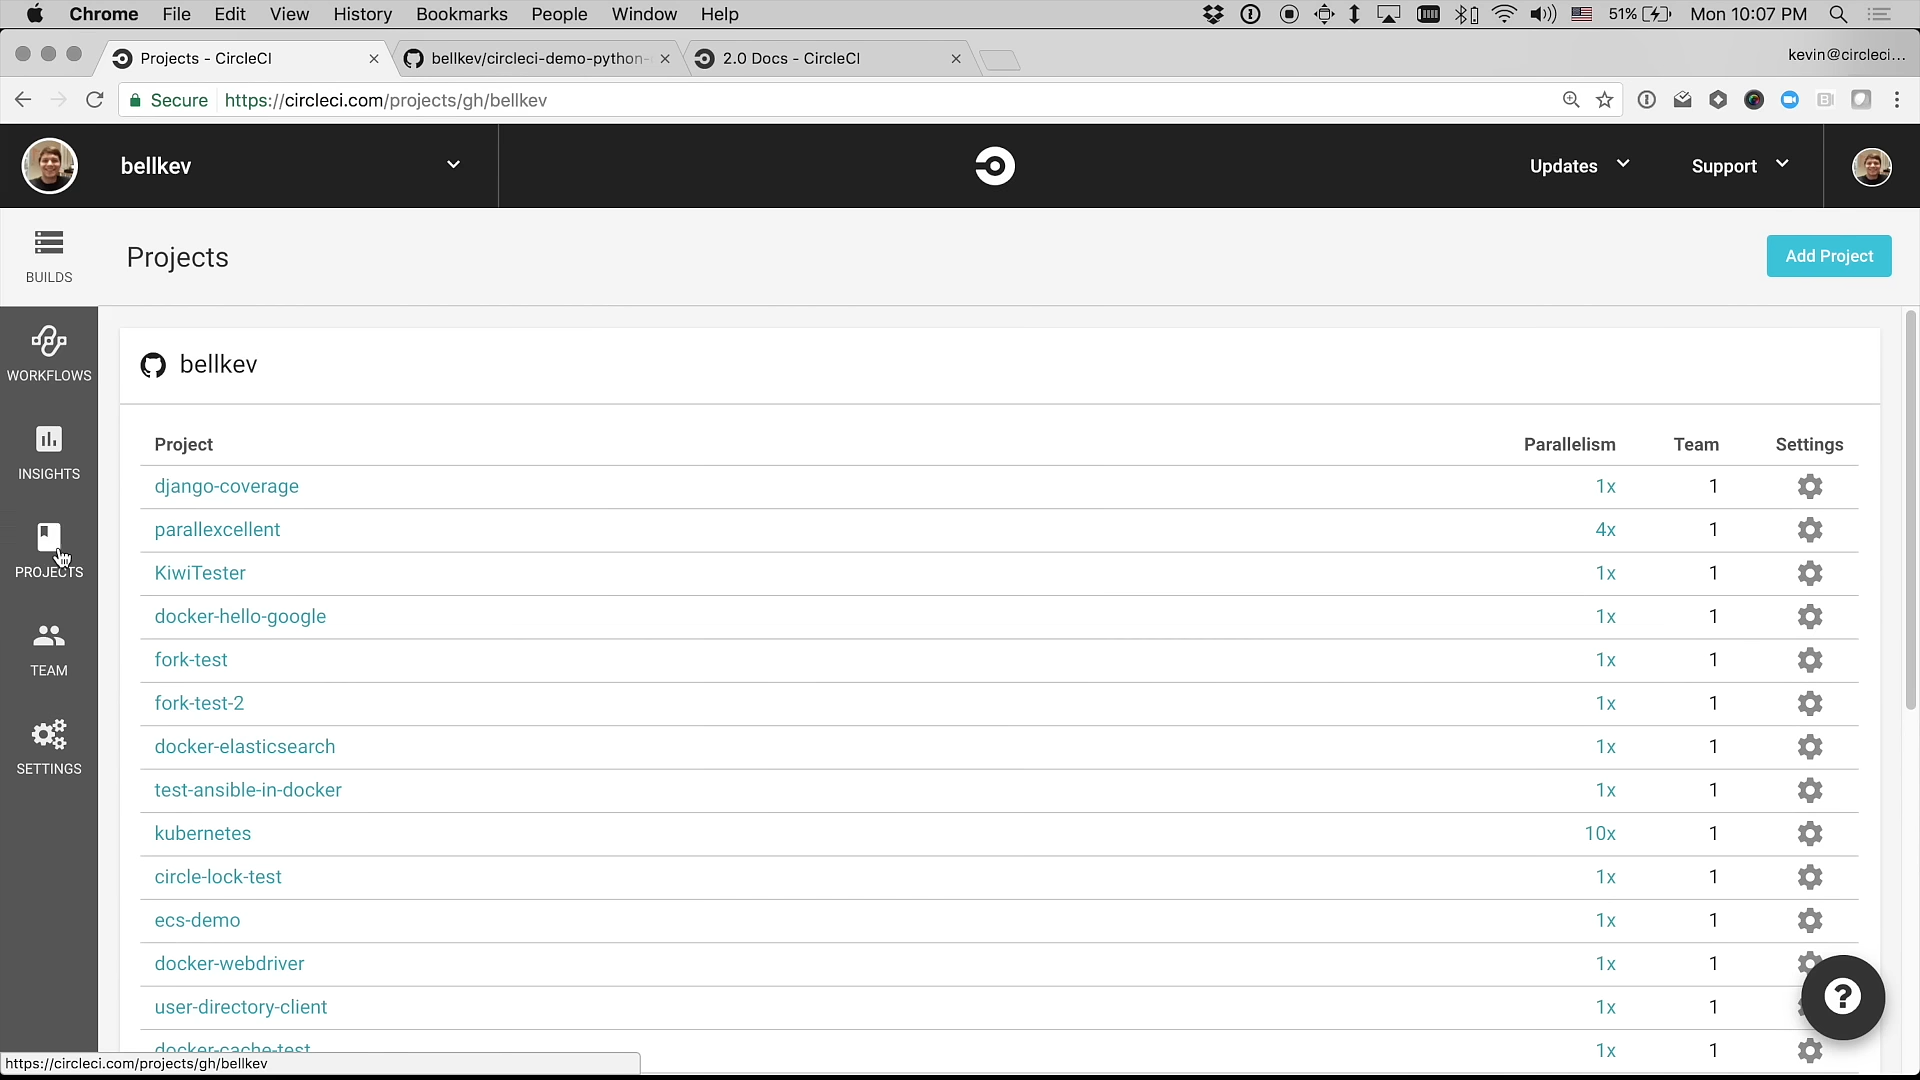 Chrome File Edit View History Bookmarks People Window Help 51% Mon 10:07 PM
Projects - CircleCI bellkev/circleci-demo-python- 2.0 Docs - CircleCI kevin@circleci...
Secure https://circleci.com/projects/gh/bellkev
bellkev Updates Support
BUILDS
Projects
Add Project
WORKFLOWS
INSIGHTS
PROJECTS
TEAM
SETTINGS
bellkev
Project Parallelism Team Settings
django-coverage 1x 1
parallexcellent 4x 1
KiwiTester 1x 1
docker-hello-google 1x 1
fork-test 1x 1
fork-test-2 1x 1
docker-elasticsearch 1x 1
test-ansible-in-docker 1x 1
kubernetes 10x 1
circle-lock-test 1x 1
ecs-demo 1x 1
docker-webdriver 1x 1
user-directory-client 1x 1
docker-cache-test 1x 1
?
https://circleci.com/projects/gh/bellkev